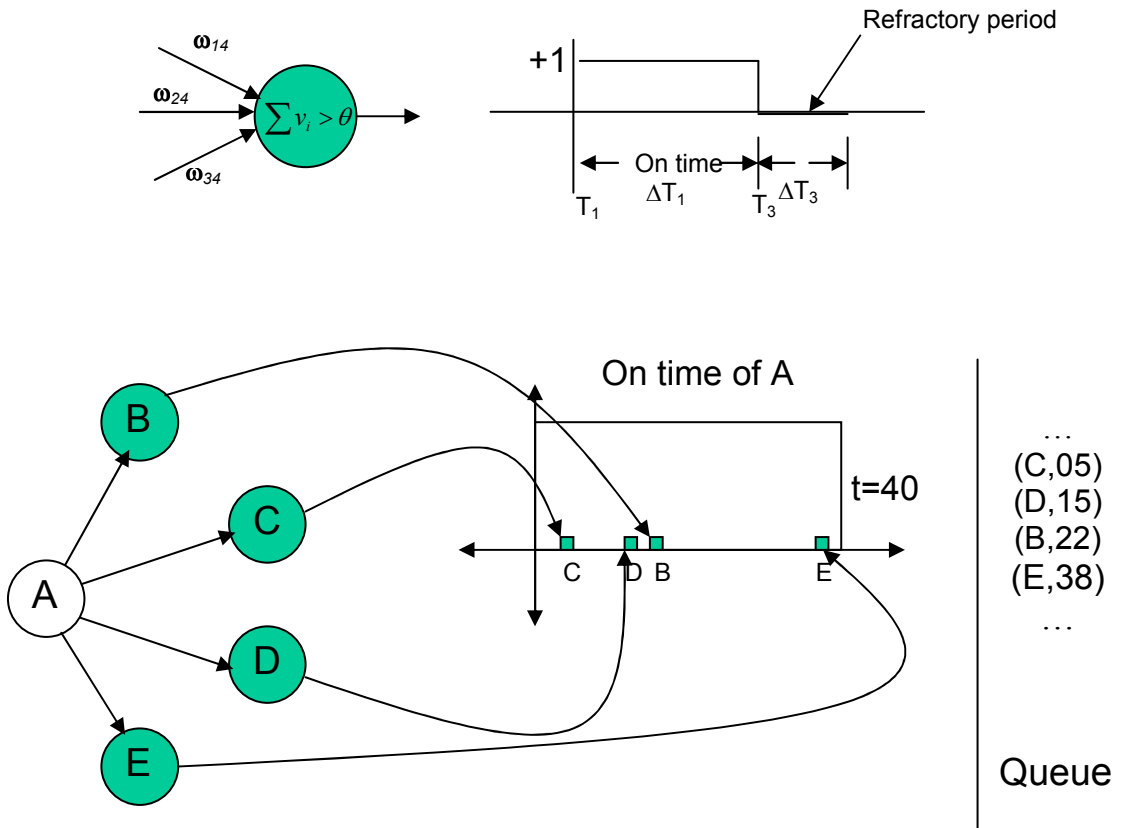 Refractory period
ω14
+1
ω24
∑ vi > θ
ω34
On time
ΔT1
T1
T3
ΔT3
On time of A
B
...
(C,05)
t=40
(D,15)
C
(B,22)
(E,38)
C
D
B
E
A
...
D
E
Queue